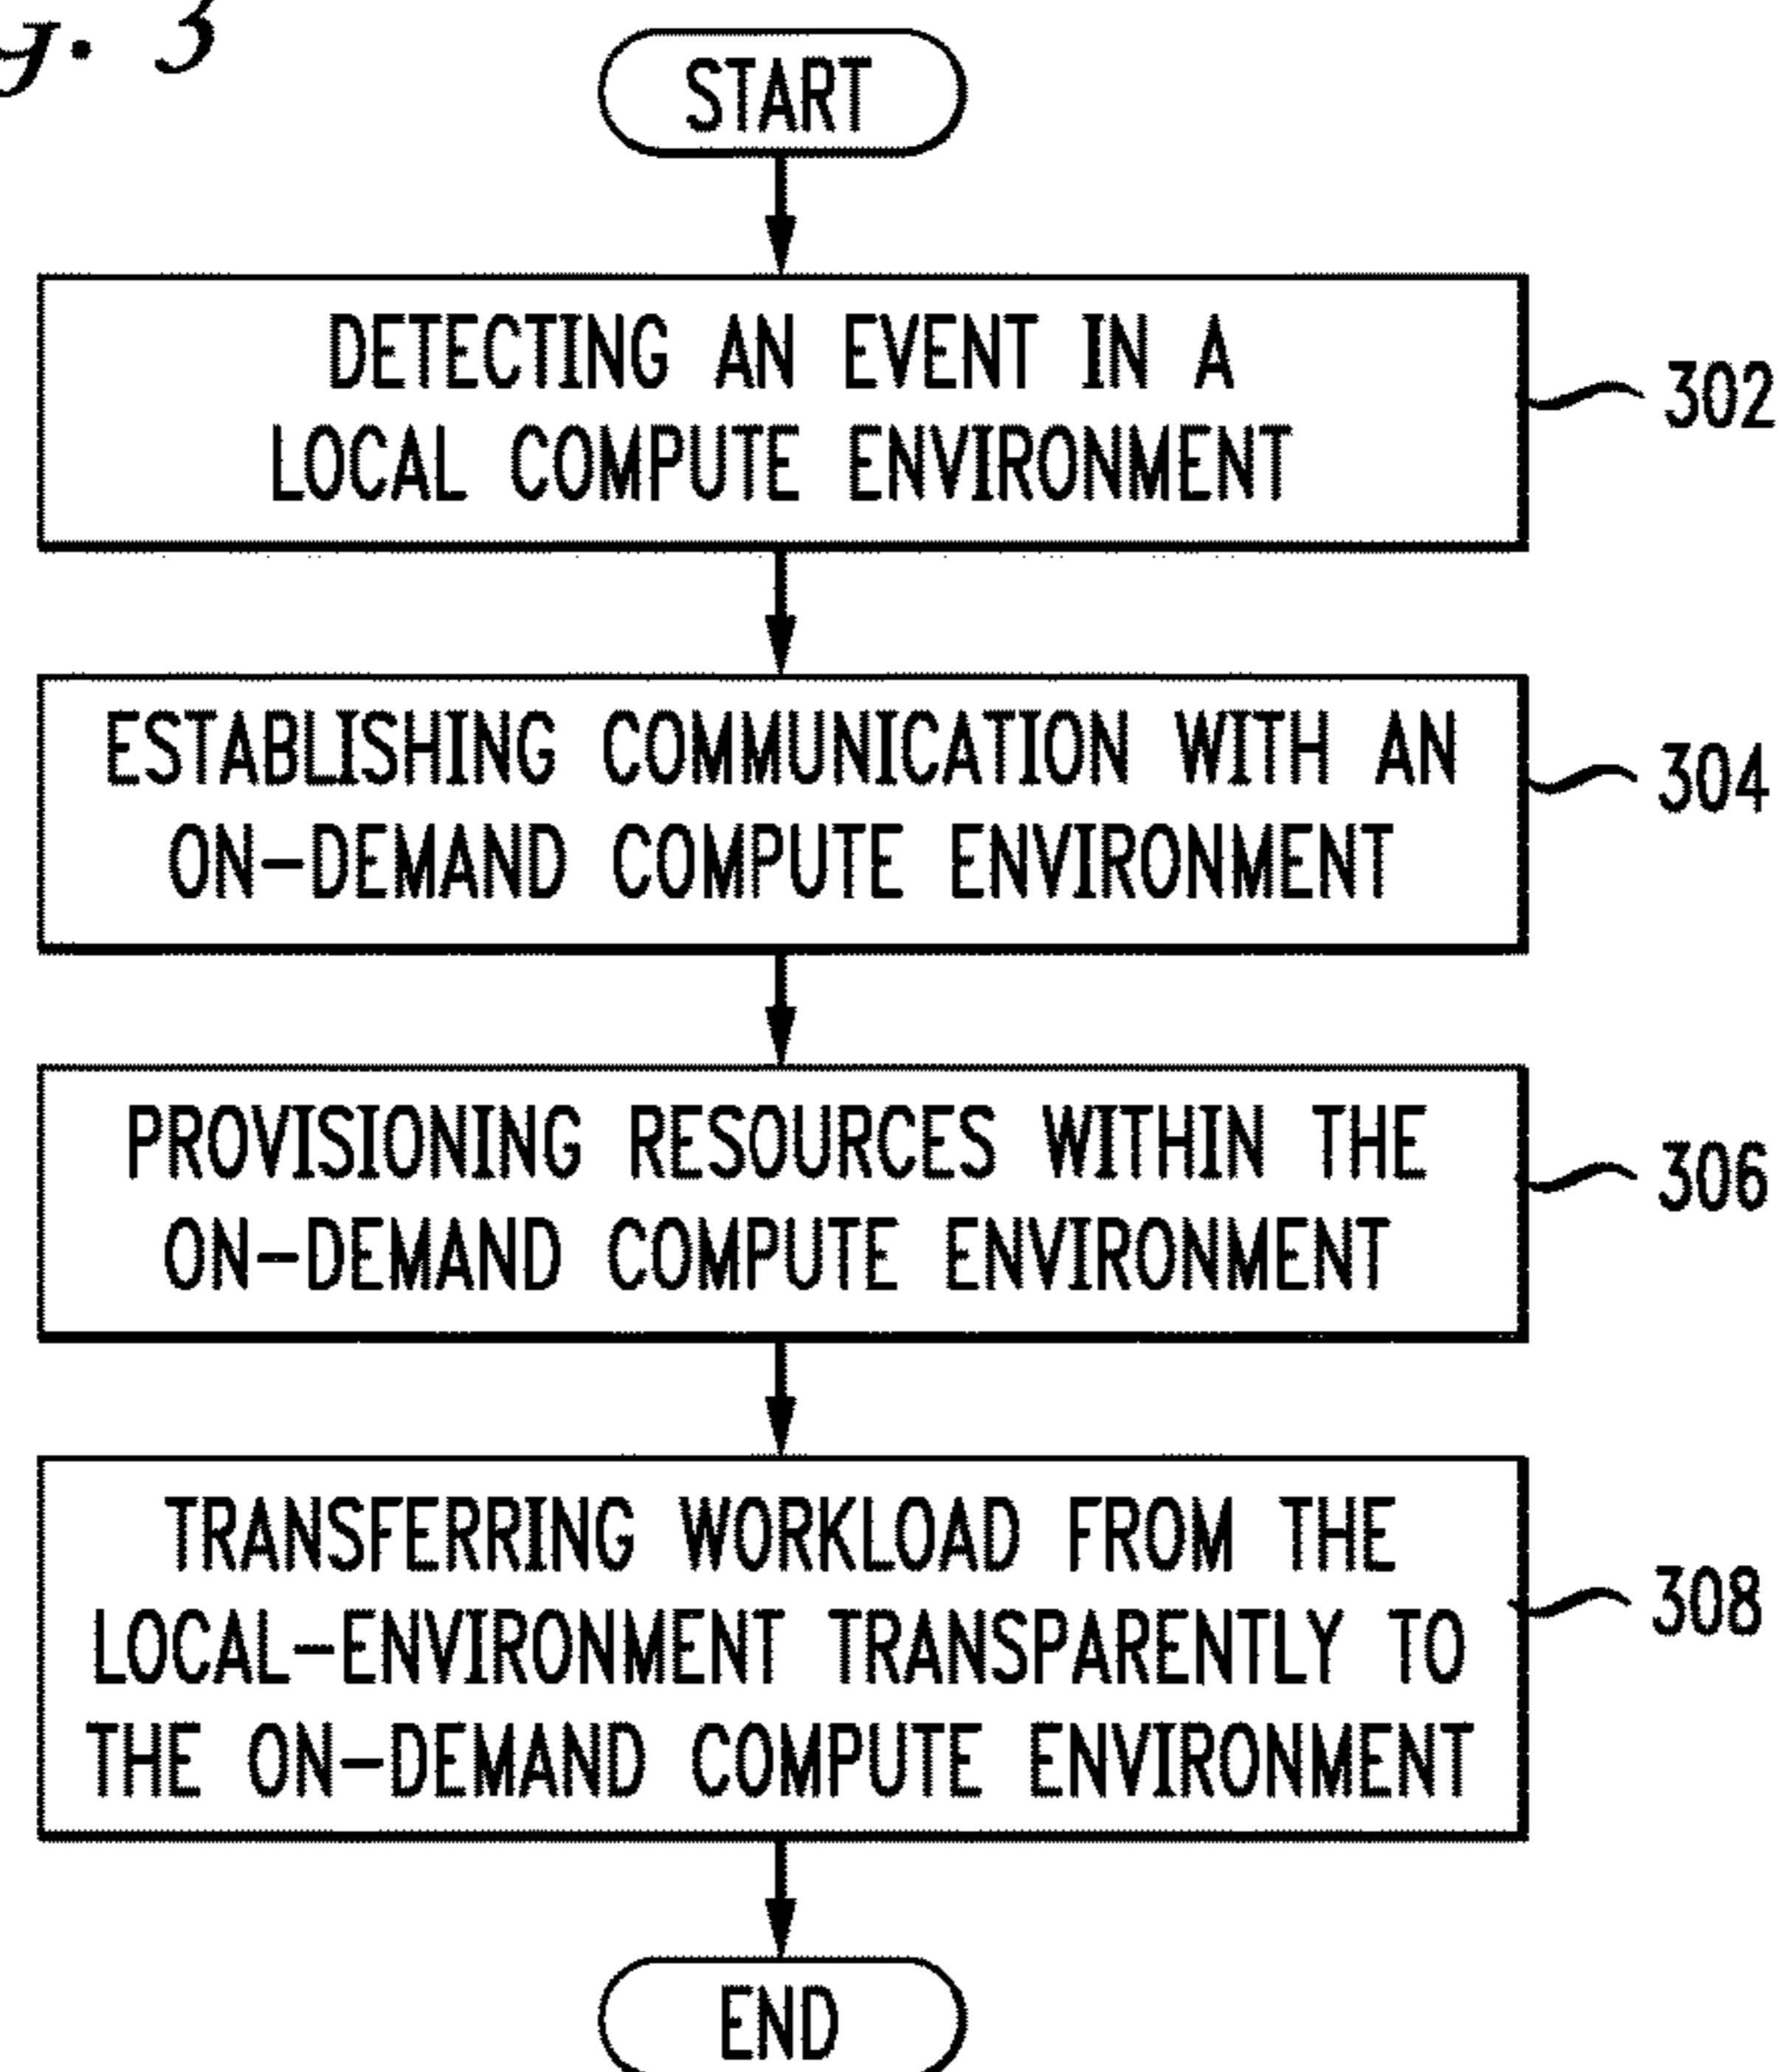 g. 3
START
DETECTING AN EVENT IN A
LOCAL COMPUTE ENVIRONMENT
302
ESTABLISHING COMMUNICATION WITH AN
ON-DEMAND COMPUTE ENVIRONMENT
304
PROVISIONING RESOURCES WITHIN THE
ON-DEMAND COMPUTE ENVIRONMENT
306
TRANSFERRING WORKLOAD FROM THE
LOCAL-ENVIRONMENT TRANSPARENTLY TO
THE ON-DEMAND COMPUTE ENVIRONMENT
308
END